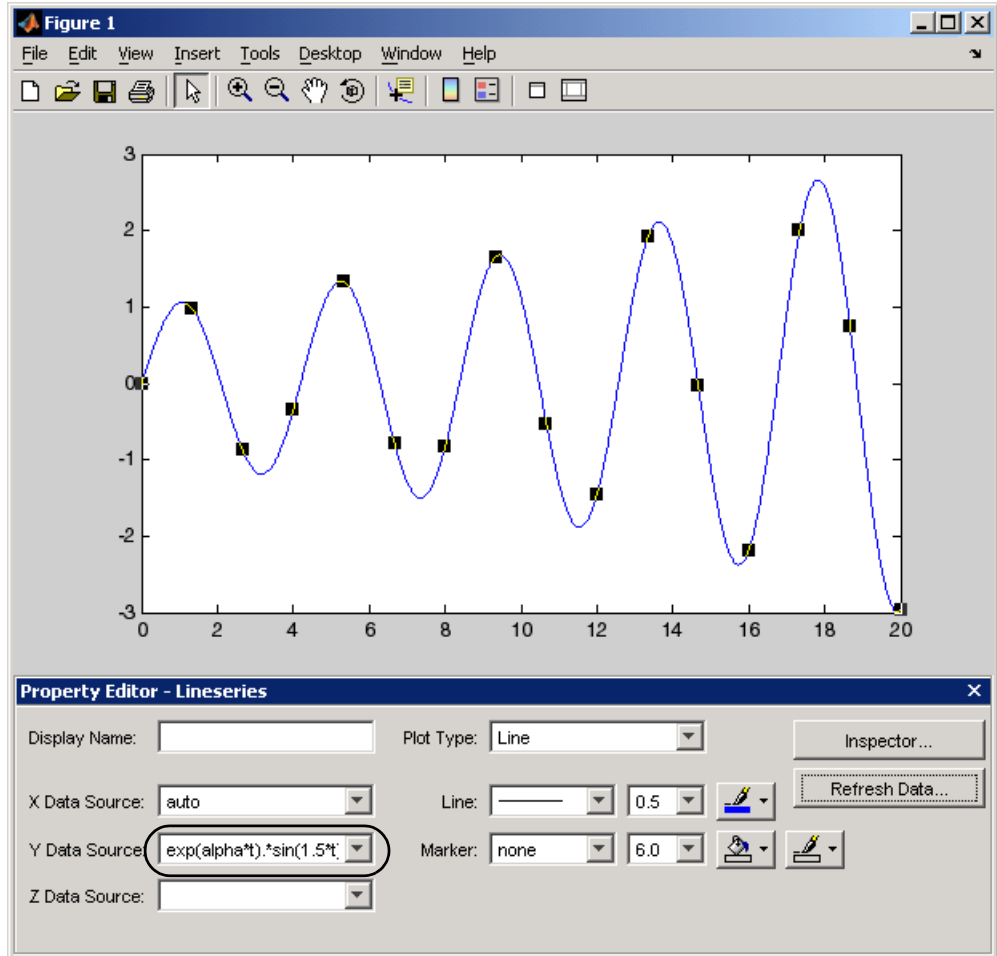 Figure 1
File Edit View Insert Tools Desktop Window Help
3
2
1
0
-1
-2
-3
0 2 4 6 8 10 12 14 16 18 20
Property Editor - Lineseries
Display Name: Plot Type: Line Inspector...
Refresh Data...
X Data Source: auto Line: 0.5
Y Data Source: exp(alpha*t).*sin(1.5*t) Marker: none 6.0
Z Data Source: